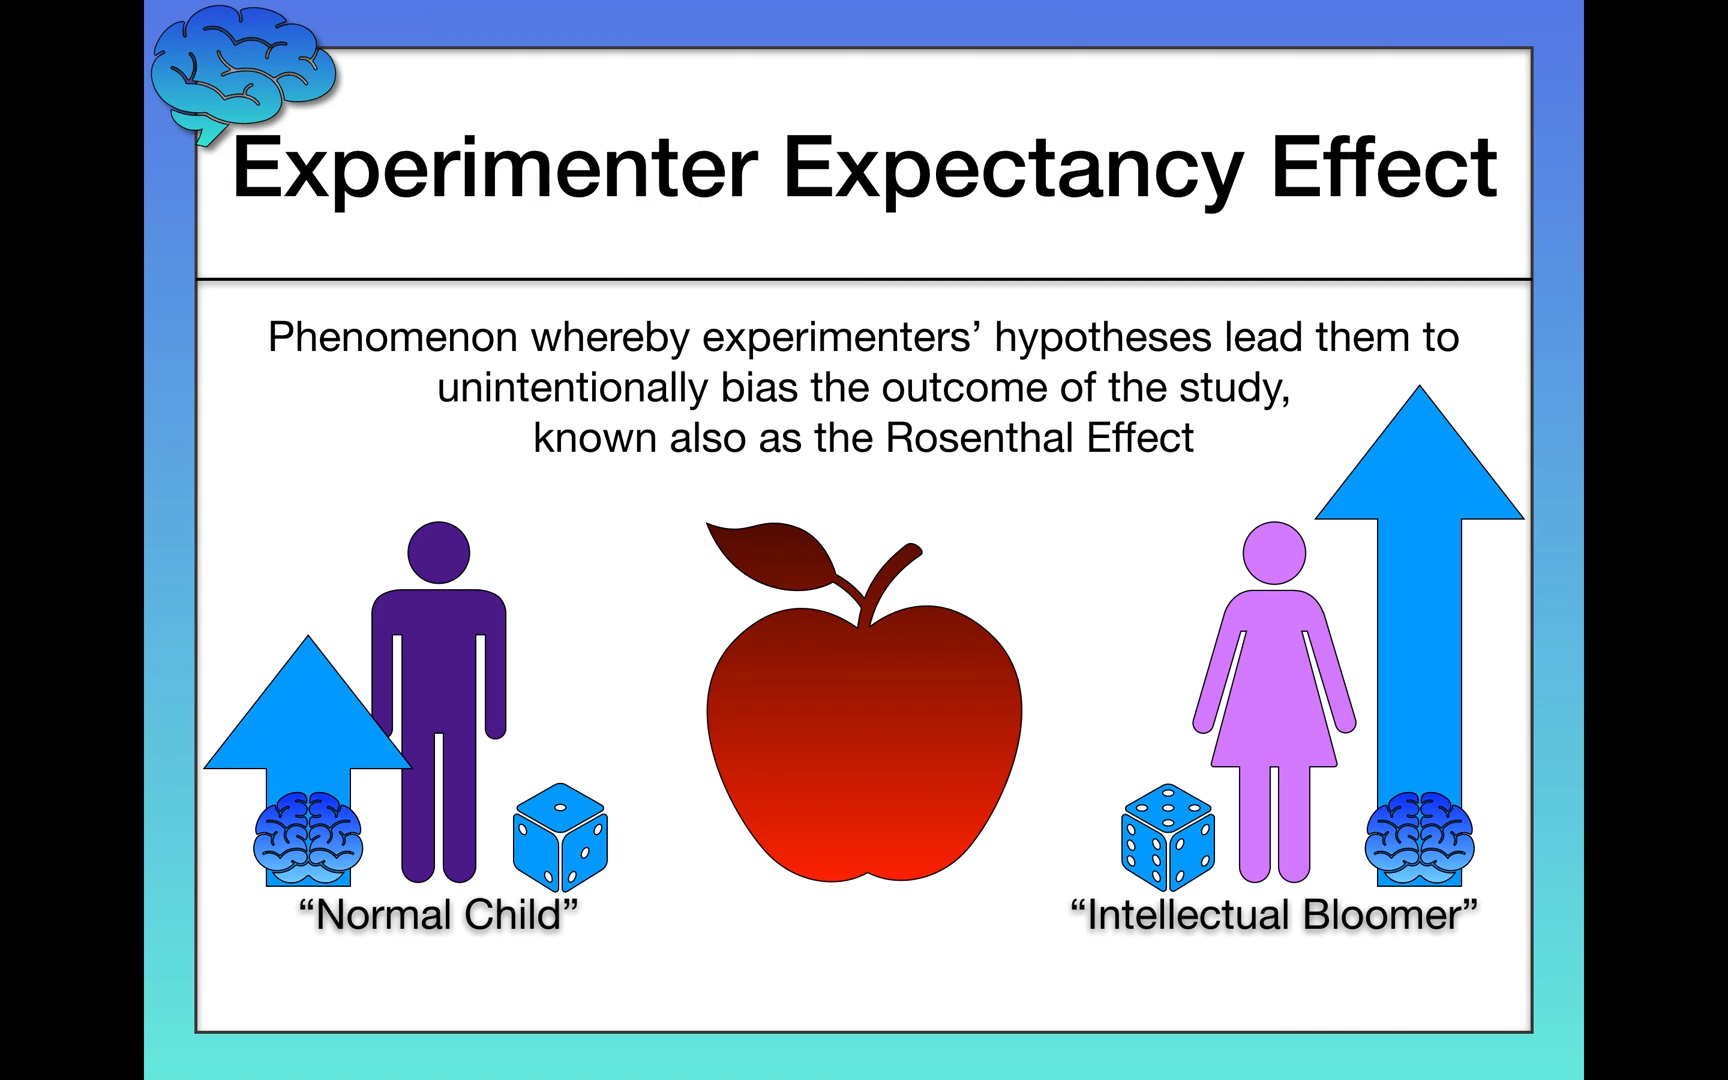 Experimenter Expectancy Effect
Phenomenon whereby experimenters’ hypotheses lead them to
unintentionally bias the outcome of the study,
known also as the Rosenthal Effect
“Normal Child”
“Intellectual Bloomer”